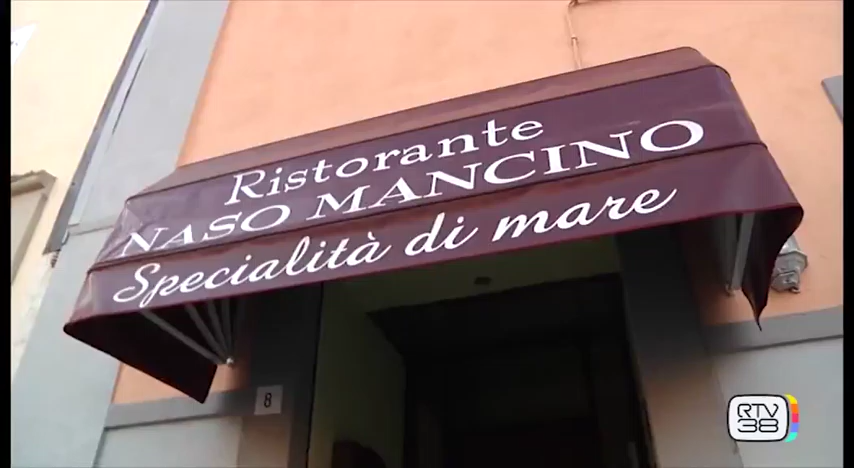 Ristorante
NASO MANCINO
Specialità di mare
8
RTV
38